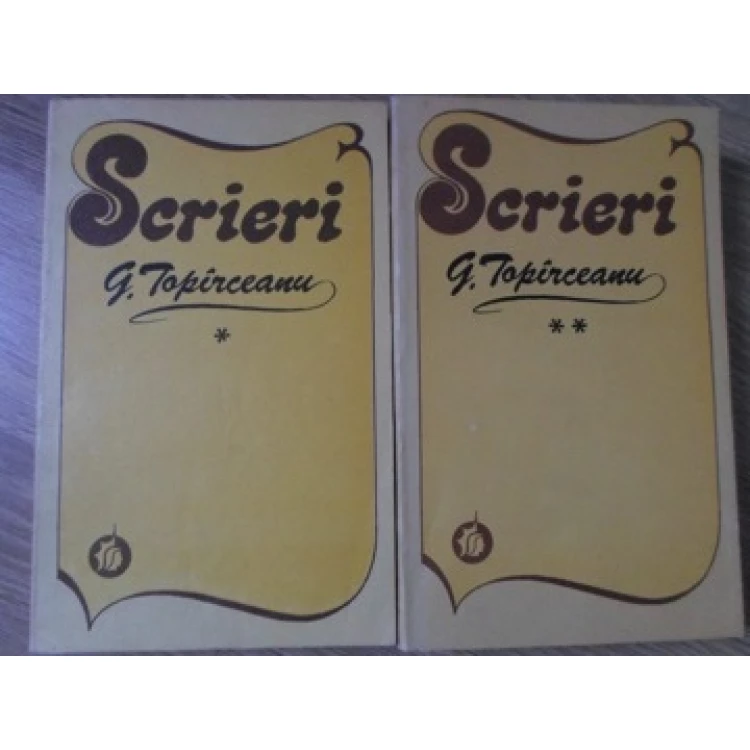 Scrieri
G. Topîrceanu
*
Scrieri
G. Topîrceanu
**